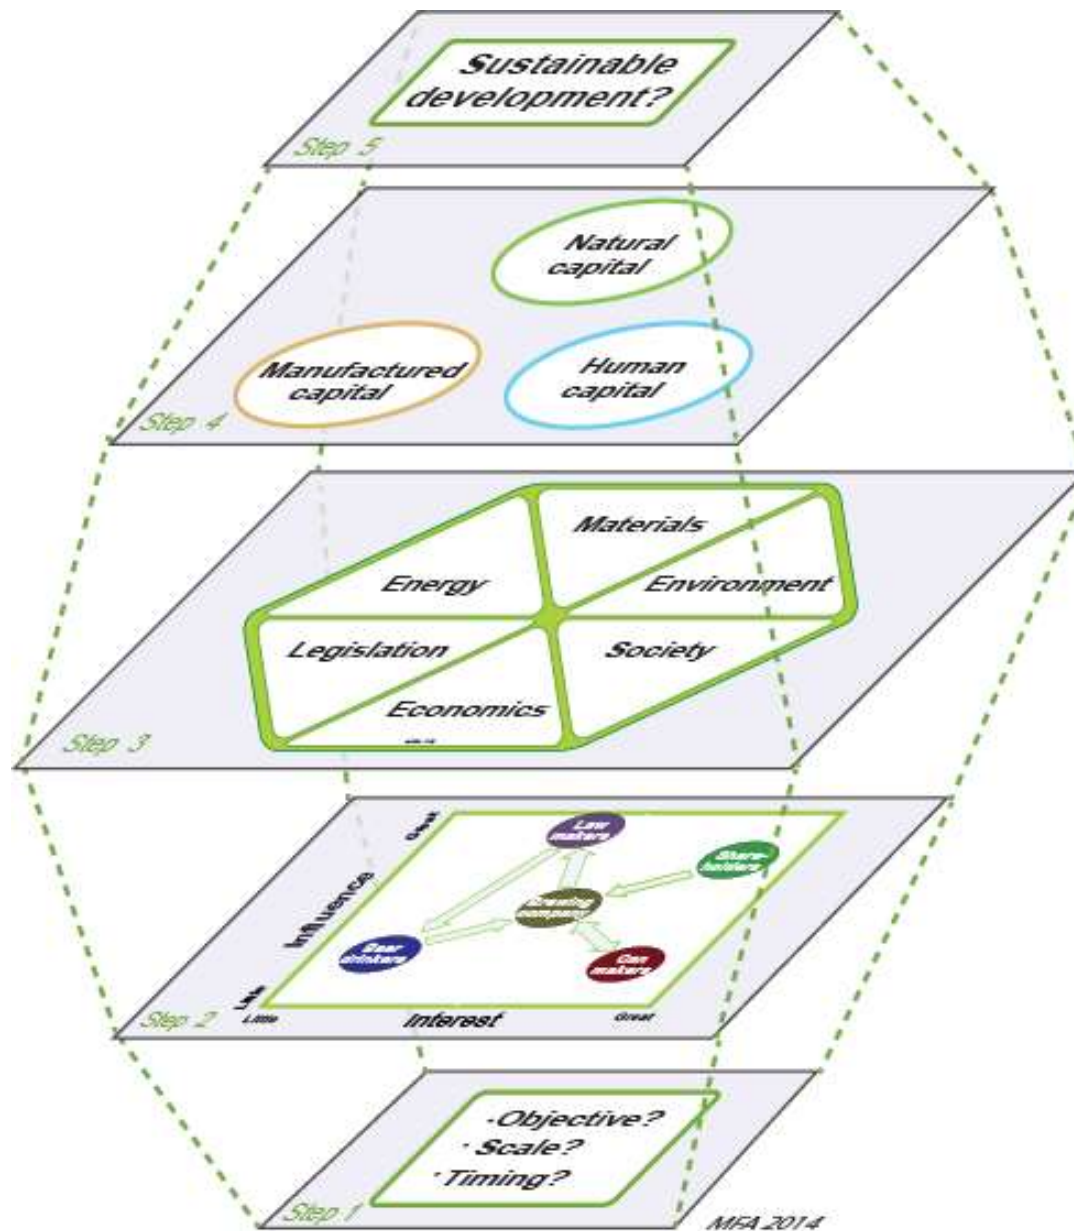 Sustainable
development?
Step 5
Natural
capital
Manufactured
capital
Human
capital
Step 4
Materials
Energy
Environment
Legislation
Society
Economics
Step 3
Great
Law
makers
Share-
holders
Influence
Brewing
company
Beer
drinkers
Can
makers
Little
Little
Interest
Great
Step 2
·Objective?
· Scale?
·Timing?
Step 1
MFA 2014